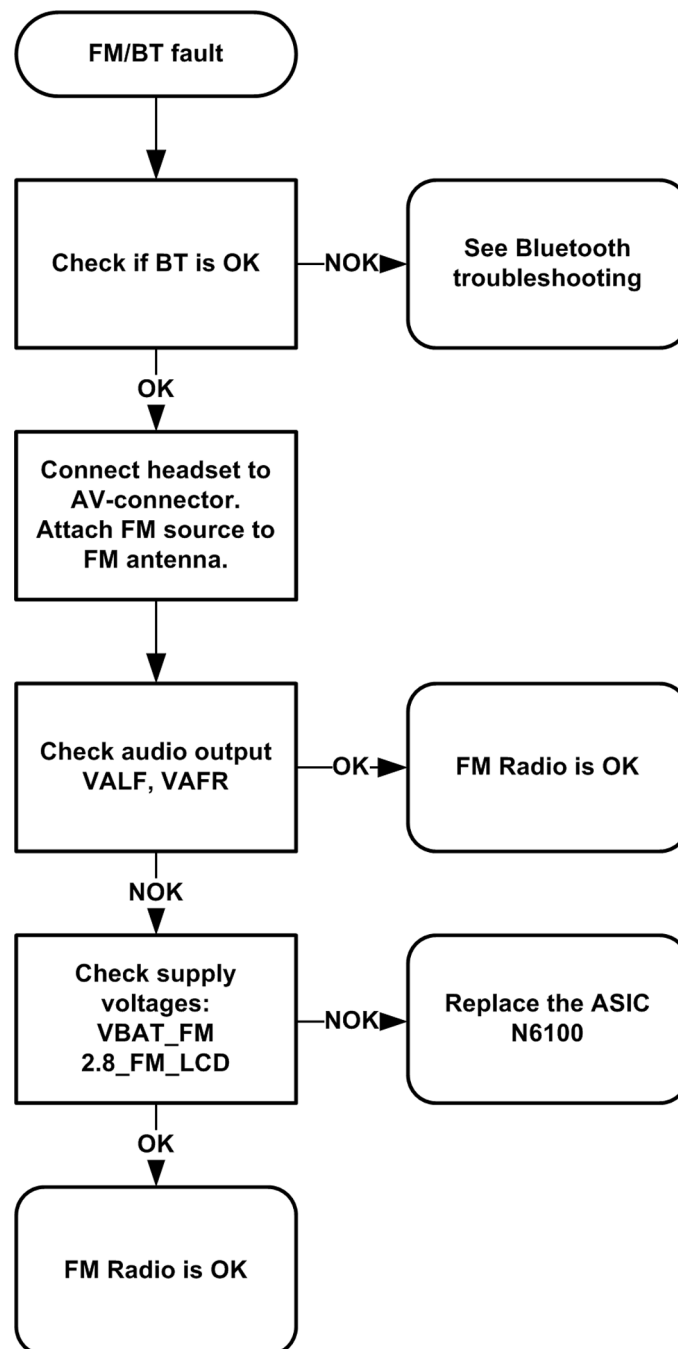 FM/BT fault
Check if BT is OK
NOK
See Bluetooth
troubleshooting
OK
Connect headset to
AV-connector.
Attach FM source to
FM antenna.
Check audio output
VALF, VAFR
OK
FM Radio is OK
NOK
Check supply
voltages:
VBAT_FM
2.8_FM_LCD
NOK
Replace the ASIC
N6100
OK
FM Radio is OK